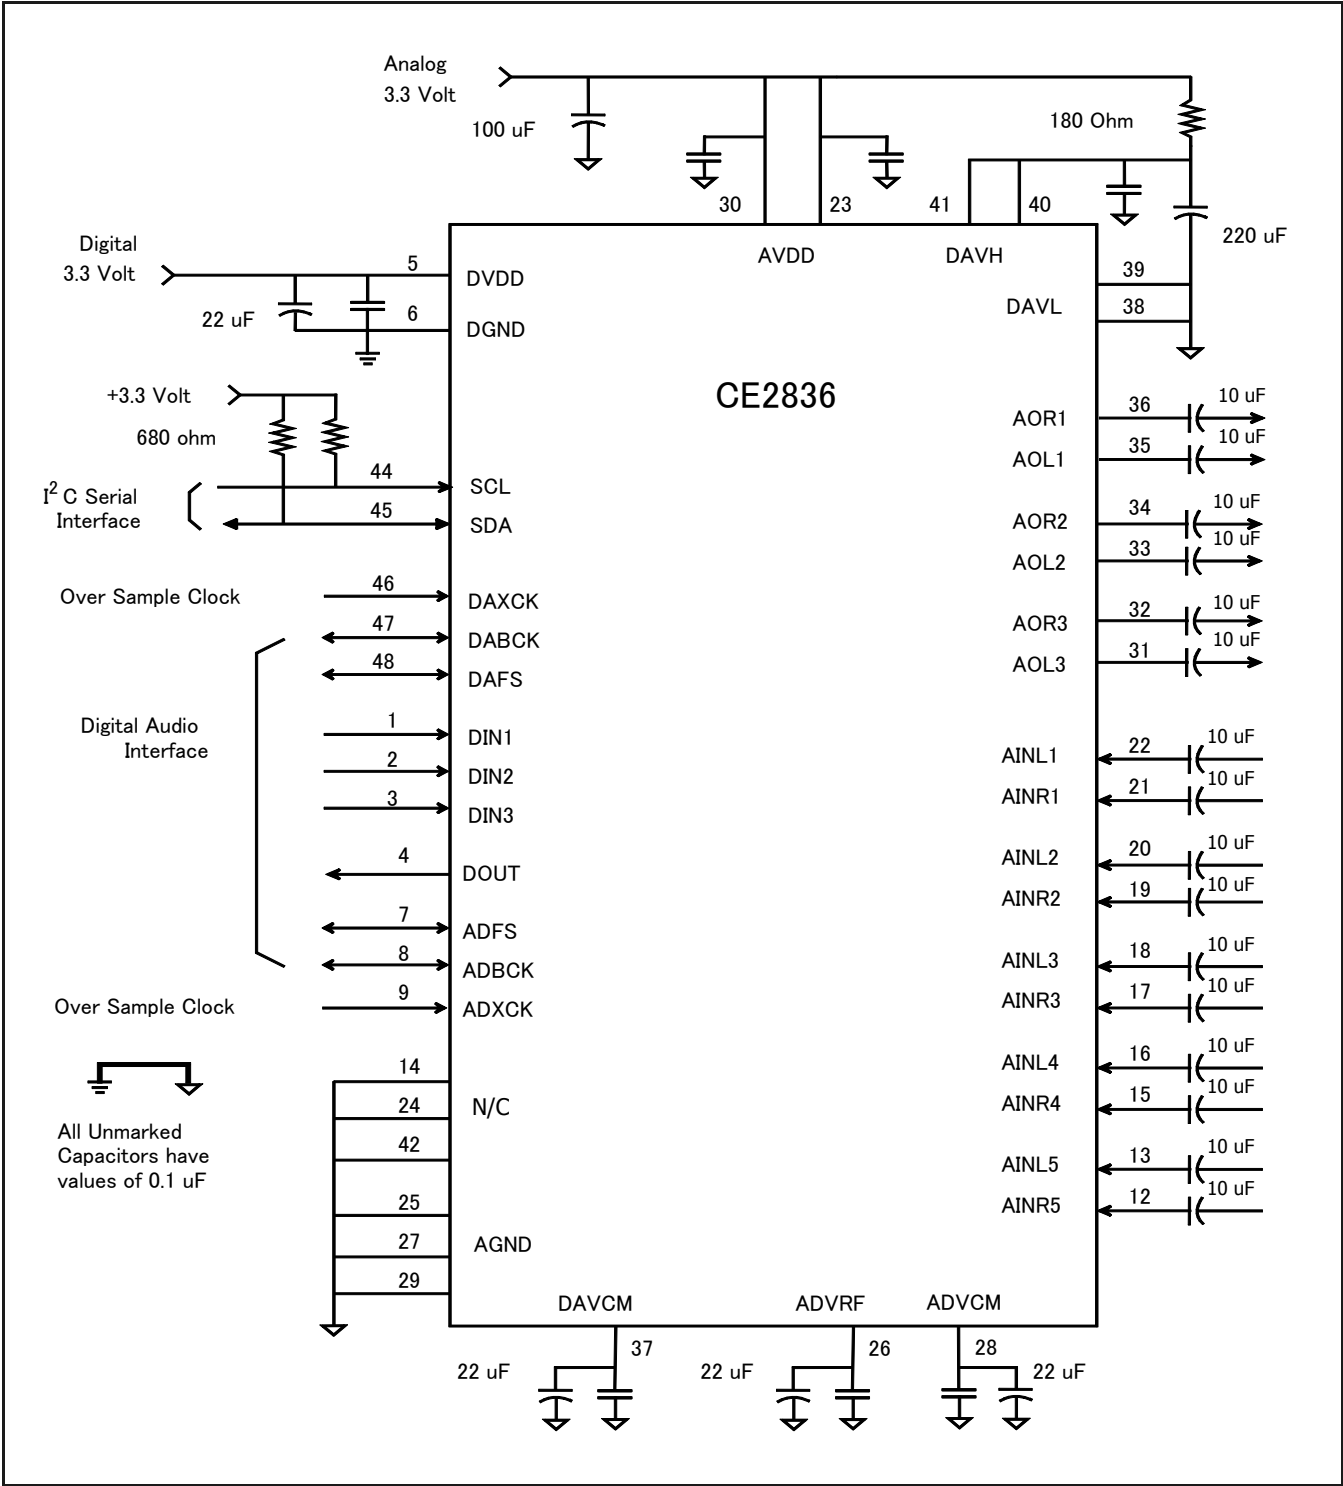 Analog
3.3 Volt
100 uF
180 Ohm
30
23
41
40
220 uF
AVDD
DAVH
Digital
3.3 Volt
5
DVDD
22 uF
6
DGND
39
DAVL
38
CE2836
+3.3 Volt
680 ohm
44
SCL
I2 C Serial
Interface
45
SDA
AOR1
36
10 uF
AOL1
35
10 uF
AOR2
34
10 uF
AOL2
33
10 uF
AOR3
32
10 uF
AOL3
31
10 uF
Over Sample Clock
46
DAXCK
47
DABCK
48
DAFS
Digital Audio
Interface
1
DIN1
2
DIN2
3
DIN3
4
DOUT
7
ADFS
8
ADBCK
Over Sample Clock
9
ADXCK
AINL1
22
10 uF
AINR1
21
10 uF
AINL2
20
10 uF
AINR2
19
10 uF
AINL3
18
10 uF
AINR3
17
10 uF
AINL4
16
10 uF
AINR4
15
10 uF
AINL5
13
10 uF
AINR5
12
10 uF
14
24
N/C
42
25
27
AGND
29
All Unmarked
Capacitors have
values of 0.1 uF
DAVCM
ADVRF
ADVCM
37
26
28
22 uF
22 uF
22 uF